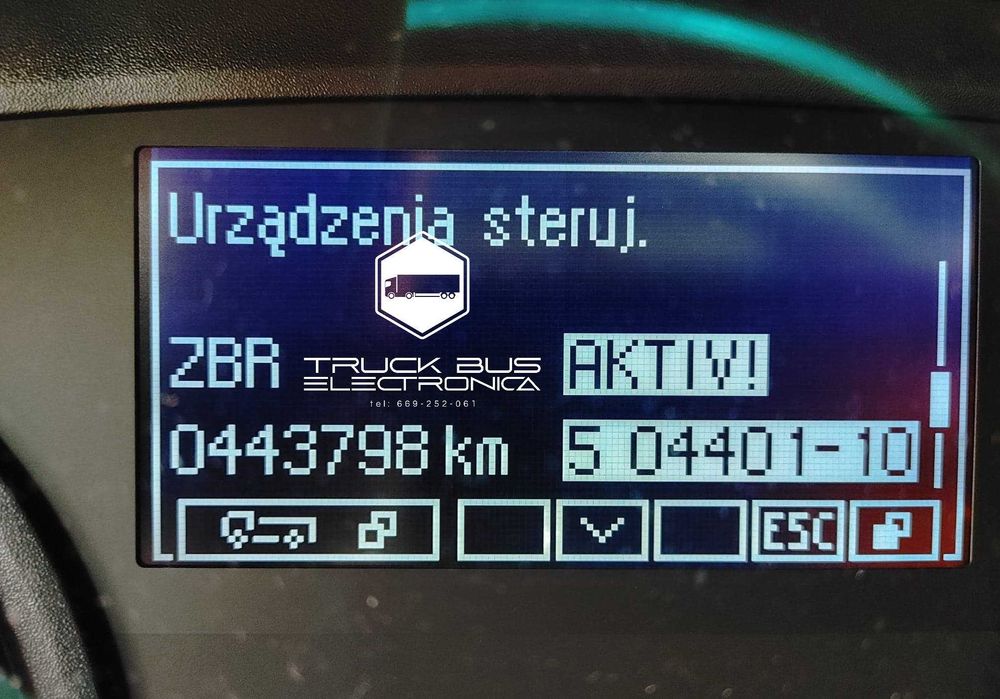 Urządzenia steruj.
ZBR
AKTIV!
TRUCK BUS
ELECTRONICA
tel: 669-252-061
0443798 km
5 04401-10
ESC